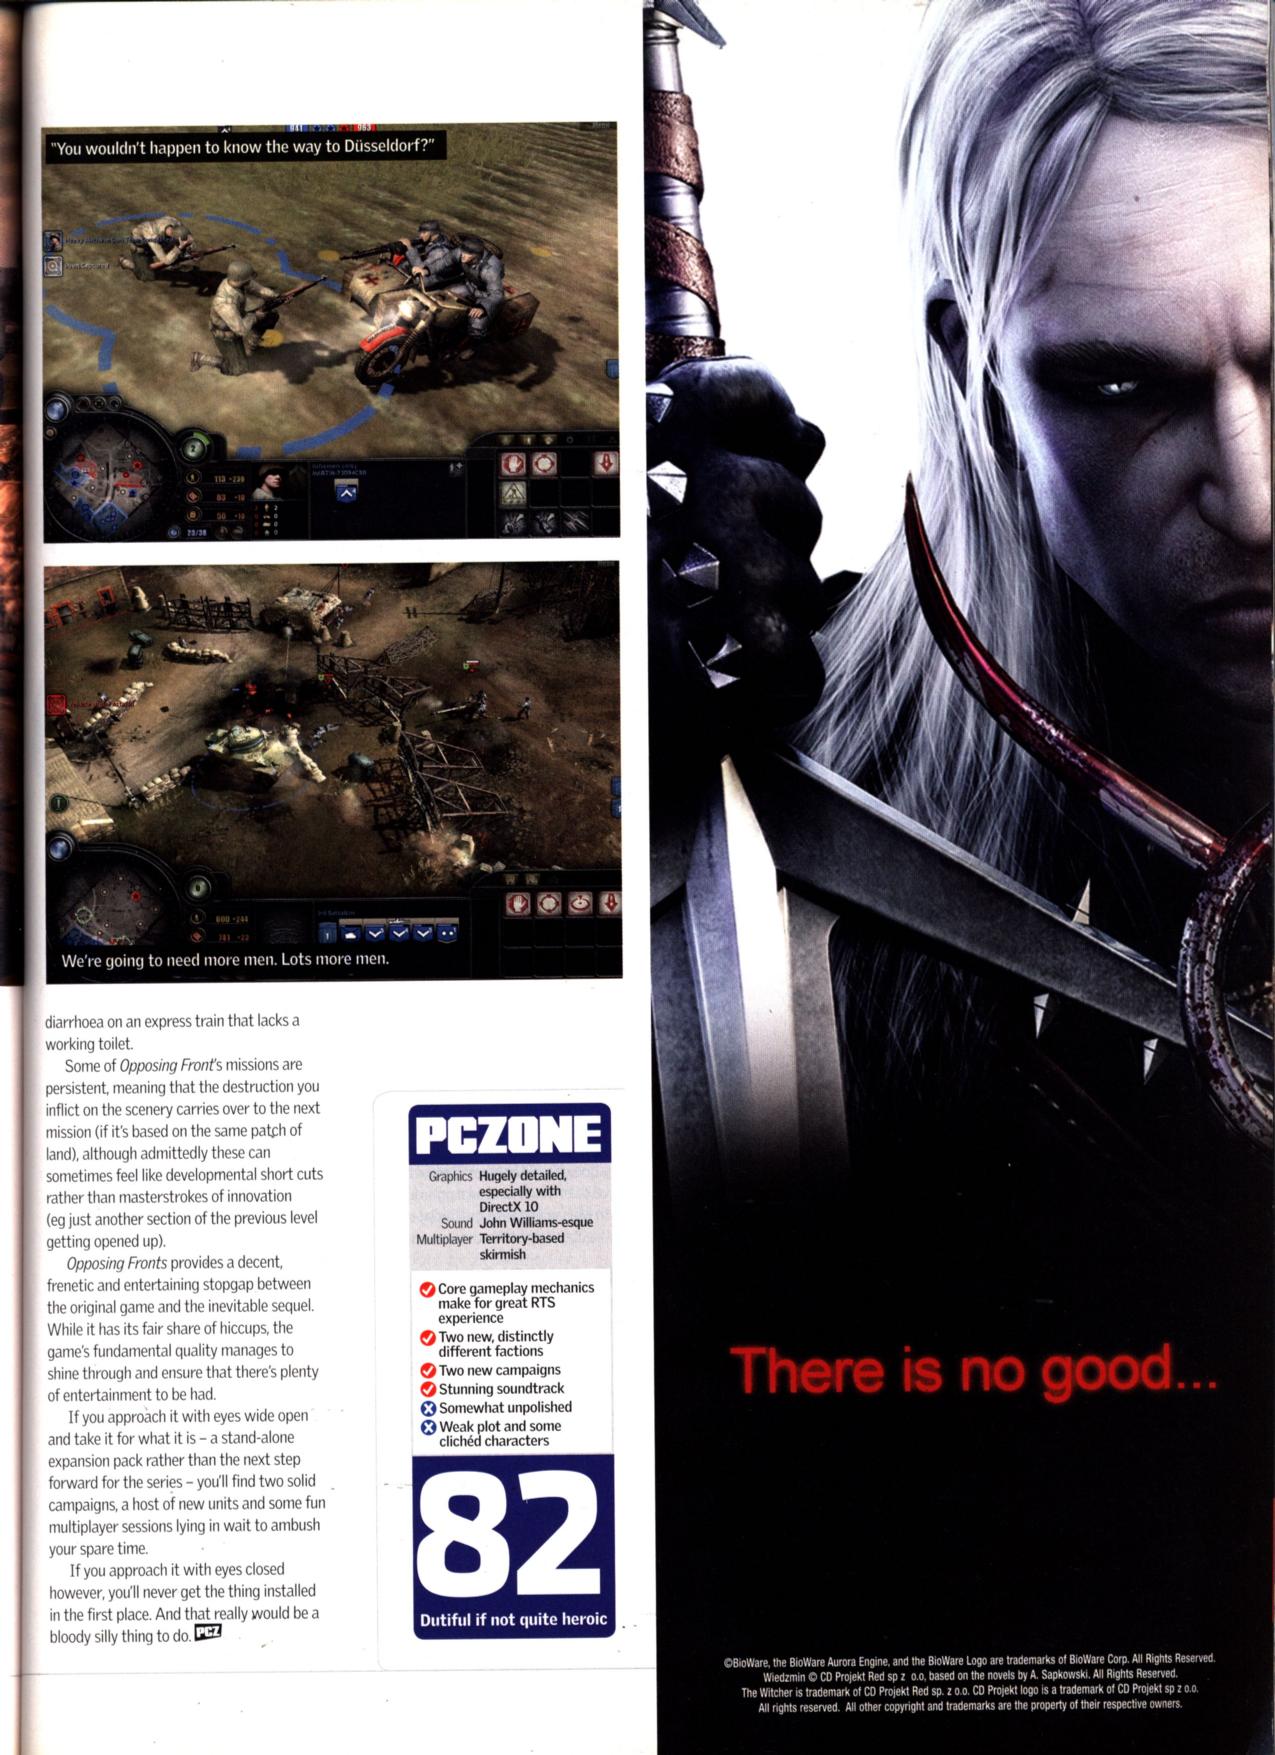 "You wouldn't happen to know the way to Düsseldorf?"
We're going to need more men. Lots more men.
diarrhoea on an express train that lacks a
working toilet.
Some of Opposing Front's missions are
persistent, meaning that the destruction you
inflict on the scenery carries over to the next
mission (if it's based on the same patch of
land), although admittedly these can
sometimes feel like developmental short cuts
rather than masterstrokes of innovation
(eg just another section of the previous level
getting opened up).
Opposing Fronts provides a decent,
frenetic and entertaining stopgap between
the original game and the inevitable sequel.
While it has its fair share of hiccups, the
game's fundamental quality manages to
shine through and ensure that there's plenty
of entertainment to be had.
If you approach it with eyes wide open
and take it for what it is – a stand-alone
expansion pack rather than the next step
forward for the series – you'll find two solid
campaigns, a host of new units and some fun
multiplayer sessions lying in wait to ambush
your spare time.
If you approach it with eyes closed
however, you'll never get the thing installed
in the first place. And that really would be a
bloody silly thing to do. PCZ
PCZONE
Graphics Hugely detailed,
especially with
DirectX 10
Sound John Williams-esque
Multiplayer Territory-based
skirmish
Core gameplay mechanics
make for great RTS
experience
Two new, distinctly
different factions
Two new campaigns
Stunning soundtrack
Somewhat unpolished
Weak plot and some
clichéd characters
82
Dutiful if not quite heroic
There is no good...
©BioWare, the BioWare Aurora Engine, and the BioWare Logo are trademarks of BioWare Corp. All Rights Reserved.
Wiedzmin © CD Projekt Red sp z o.o, based on the novels by A. Sapkowski. All Rights Reserved.
The Witcher is trademark of CD Projekt Red sp. z o.o. CD Projekt logo is a trademark of CD Projekt sp z o.o.
All rights reserved. All other copyright and trademarks are the property of their respective owners.